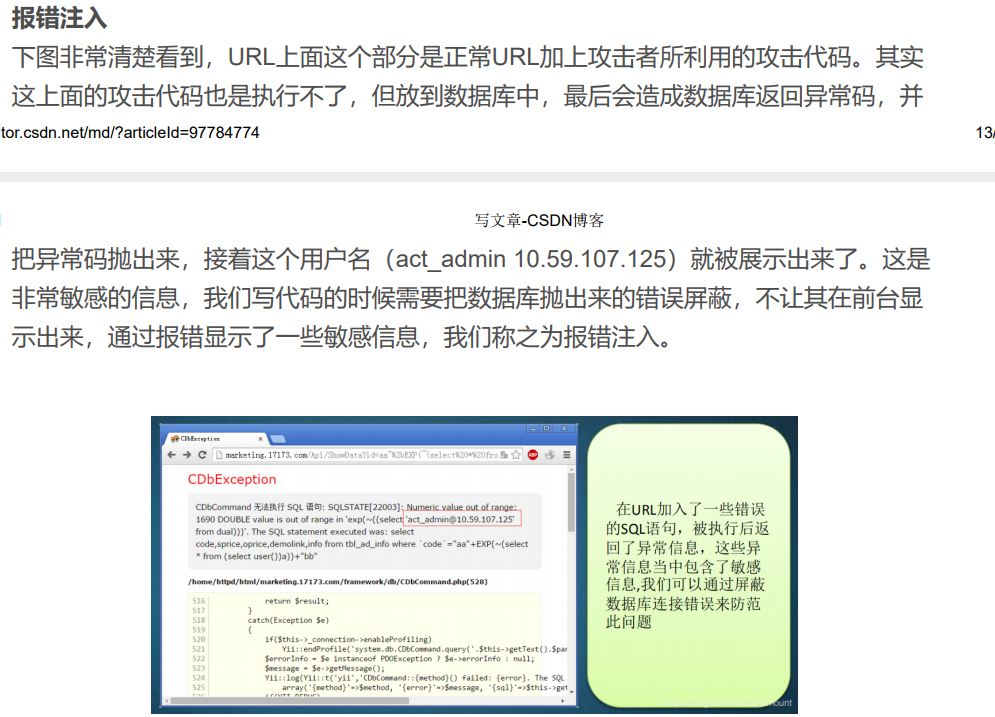 报错注入
下图非常清楚看到，URL上面这个部分是正常URL加上攻击者所利用的攻击代码。其实
这上面的攻击代码也是执行不了，但放到数据库中，最后会造成数据库返回异常码，并
tor.csdn.net/md/?articleId=97784774
13/
写文章-CSDN博客
把异常码抛出来，接着这个用户名（act_admin 10.59.107.125）就被展示出来了。这是
非常敏感的信息，我们写代码的时候需要把数据库抛出来的错误屏蔽，不让其在前台显
示出来，通过报错显示了一些敏感信息，我们称之为报错注入。
CDbException
marketing.17173.com/Api/ShowData?id=aa"%2bEXP(~(select%20*%20fro
ABP
CDbException
CDbCommand 无法执行 SQL 语句: SQLSTATE[22003]: Numeric value out of range:
1690 DOUBLE value is out of range in 'exp(~((select 'act_admin@10.59.107.125'
from dual)))'. The SQL statement executed was: select
code,sprice,oprice,demolink,info from tbl_ad_info where `code`="aa"+EXP(~(select
* from (select user())a))+"bb"
/home/httpd/html/marketing.17173.com/framework/db/CDbCommand.php(528)
516 return $result;
517 }
518 catch(Exception $e)
519 {
520 if($this->_connection->enableProfiling)
521 Yii::endProfile('system.db.CDbCommand.query('.$this->getText().$par
522 $errorInfo = $e instanceof PDOException ? $e->errorInfo : null;
523 $message = $e->getMessage();
524 Yii::log(Yii::t('yii','CDbCommand::{method}() failed: {error}. The SQL
525 array('{method}'=>$method, '{error}'=>$message, '{sql}'=>$this->get
在URL加入了一些错误
的SQL语句，被执行后返
回了异常信息，这些异
常信息当中包含了敏感
信息,我们可以通过屏蔽
数据库连接错误来防范
此问题